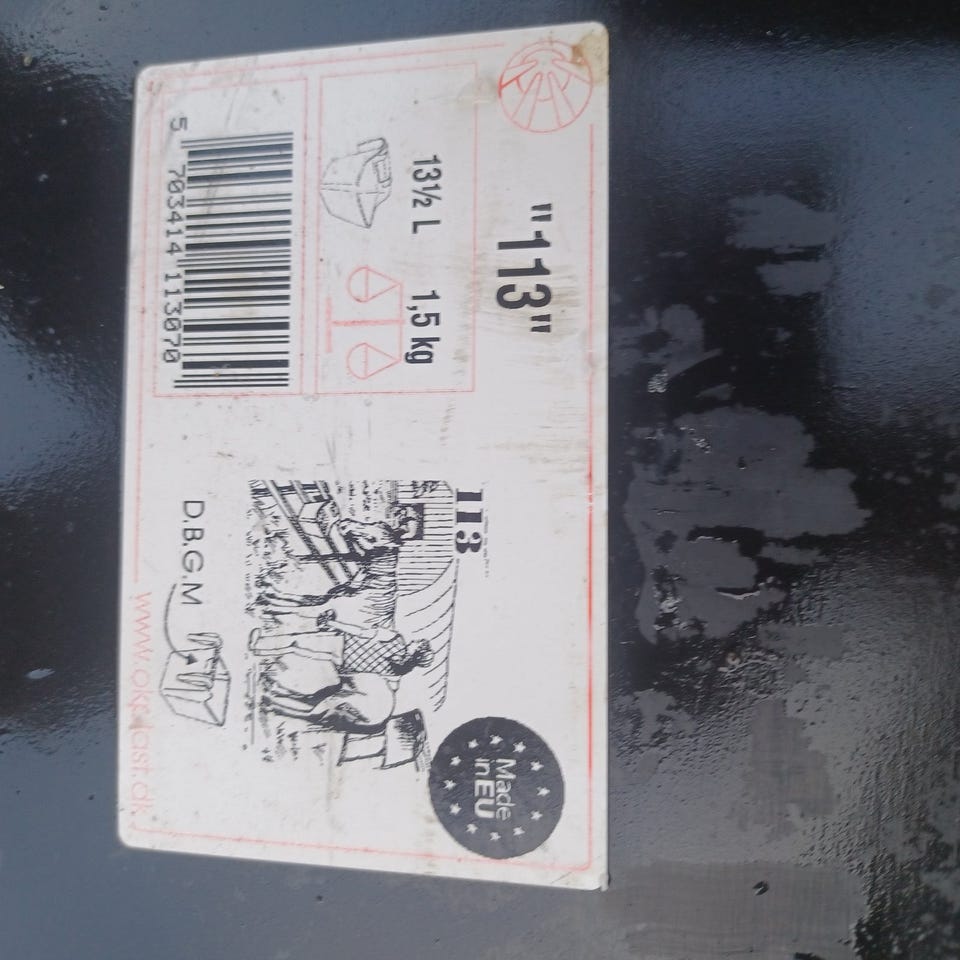 "113"
13½ L
1,5 kg
5 703414 113070
113
D.B.G.M
Made
in EU
www.okplast.dk